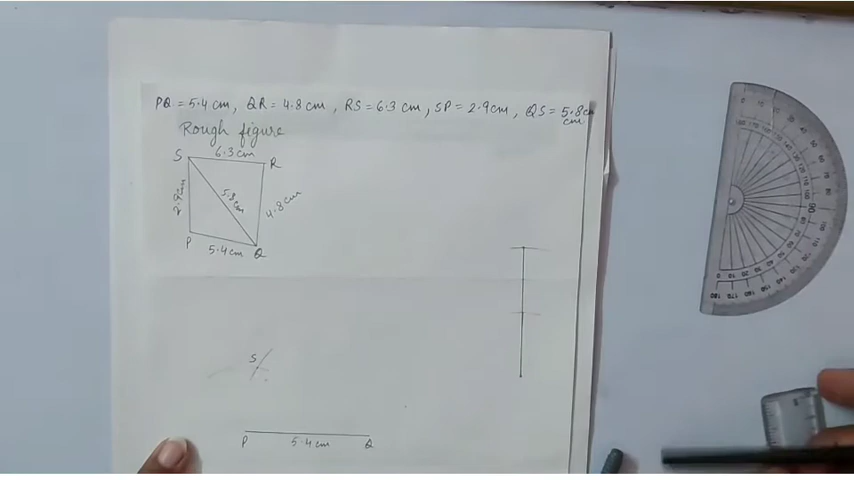 PQ = 5.4 cm, QR = 4.8 cm, RS = 6.3 cm, SP = 2.9 cm, QS = 5.8 cm
cm
Rough figure
S 6.3 cm R
2.9 cm 5.8 cm 4.8 cm
P 5.4 cm Q
S
P 5.4 cm Q